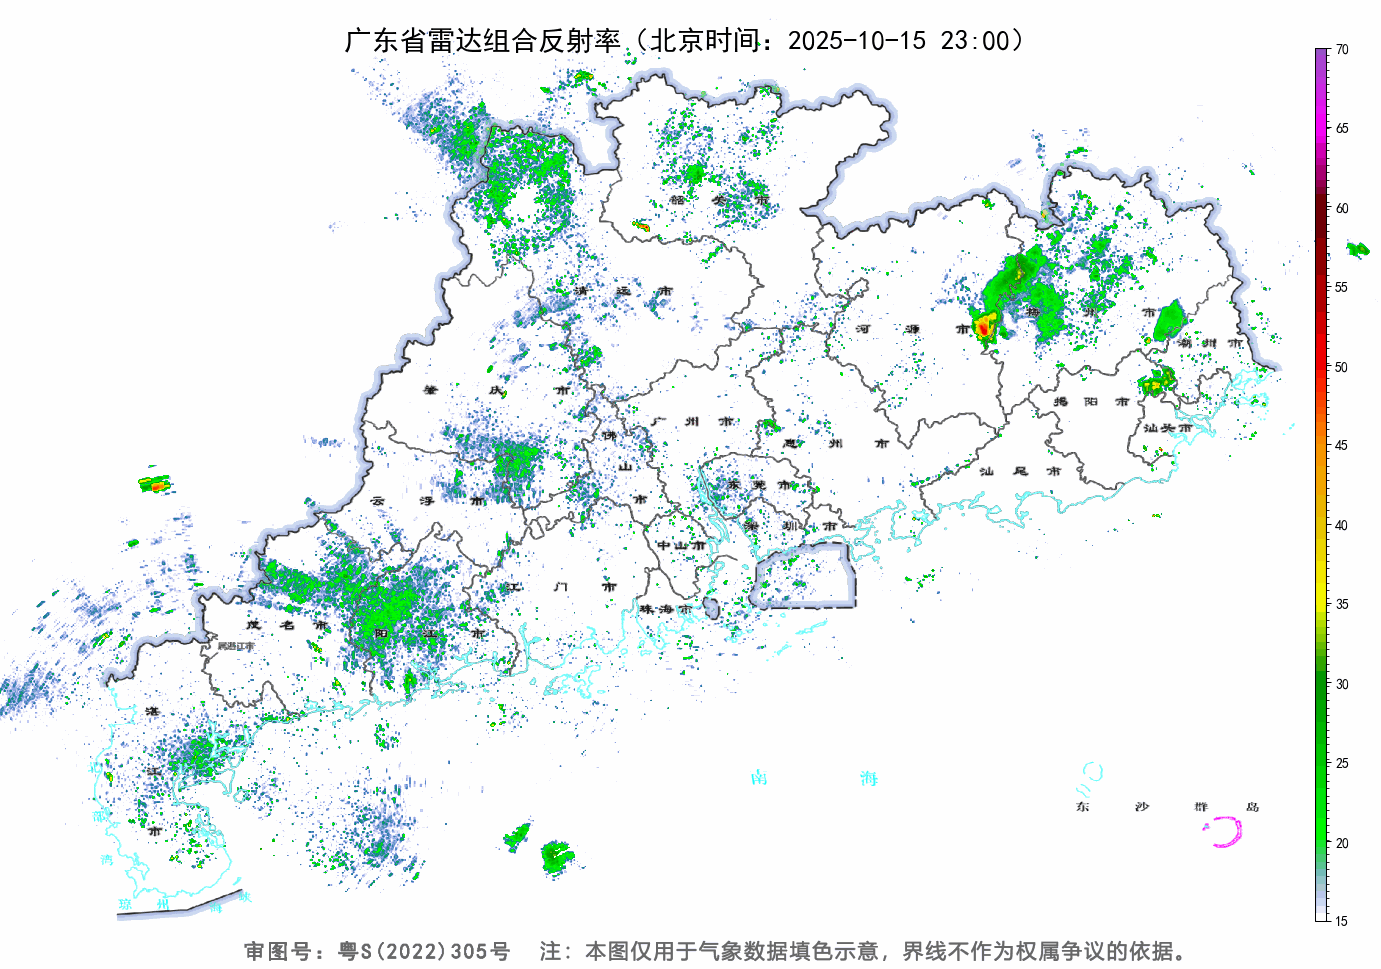 广东省雷达组合反射率（北京时间：2025-10-15 23:00）
70
65
60
55
50
45
40
35
30
25
20
15
韶关市
清远市
河源市
梅州市
潮州市
肇庆市
广州市
惠州市
揭阳市
汕头市
佛山市
云浮市
东莞市
汕尾市
深圳市
中山市
江门市
珠海市
茂名市
阳江市
属湛江市
湛江市
南海
东沙群岛
湾
琼州海峡
审图号：粤S(2022)305号 注：本图仅用于气象数据填色示意，界线不作为权属争议的依据。